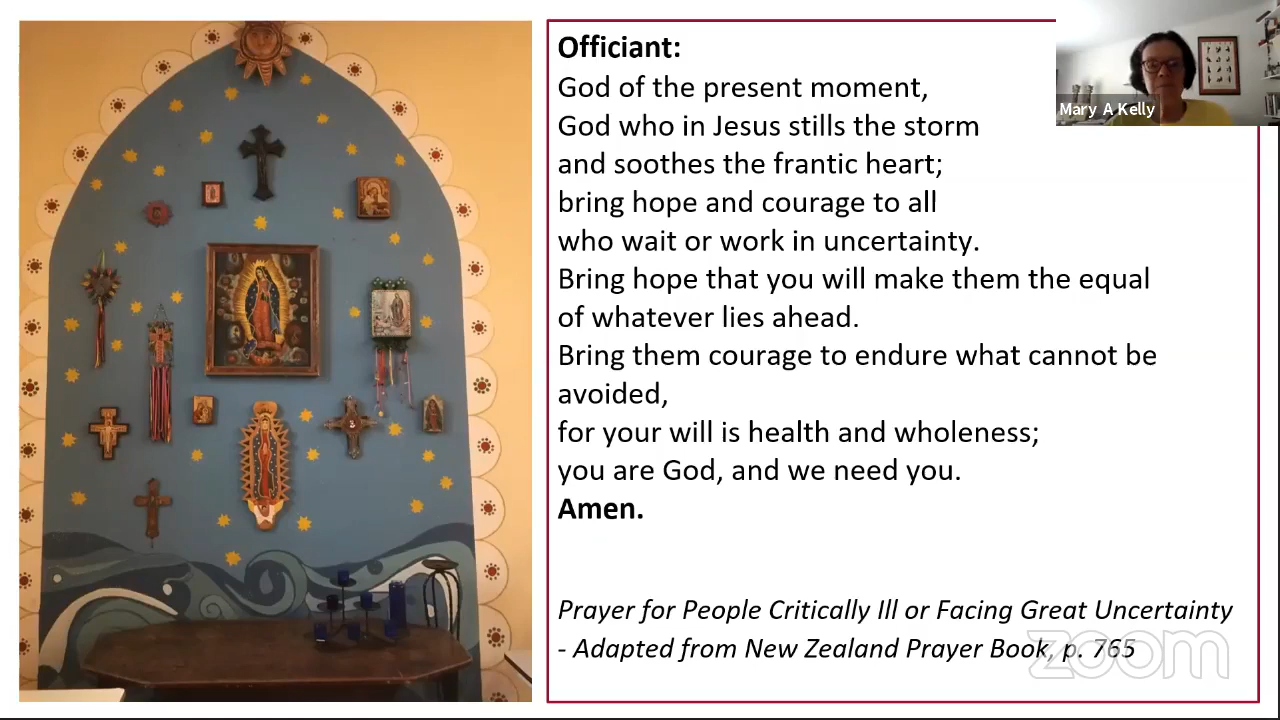 Officiant:
God of the present moment,
God who in Jesus stills the storm
and soothes the frantic heart;
bring hope and courage to all
who wait or work in uncertainty.
Bring hope that you will make them the equal
of whatever lies ahead.
Bring them courage to endure what cannot be
avoided,
for your will is health and wholeness;
you are God, and we need you.
Amen.
Prayer for People Critically Ill or Facing Great Uncertainty
- Adapted from New Zealand Prayer Book, p. 765
Mary A Kelly
zoom